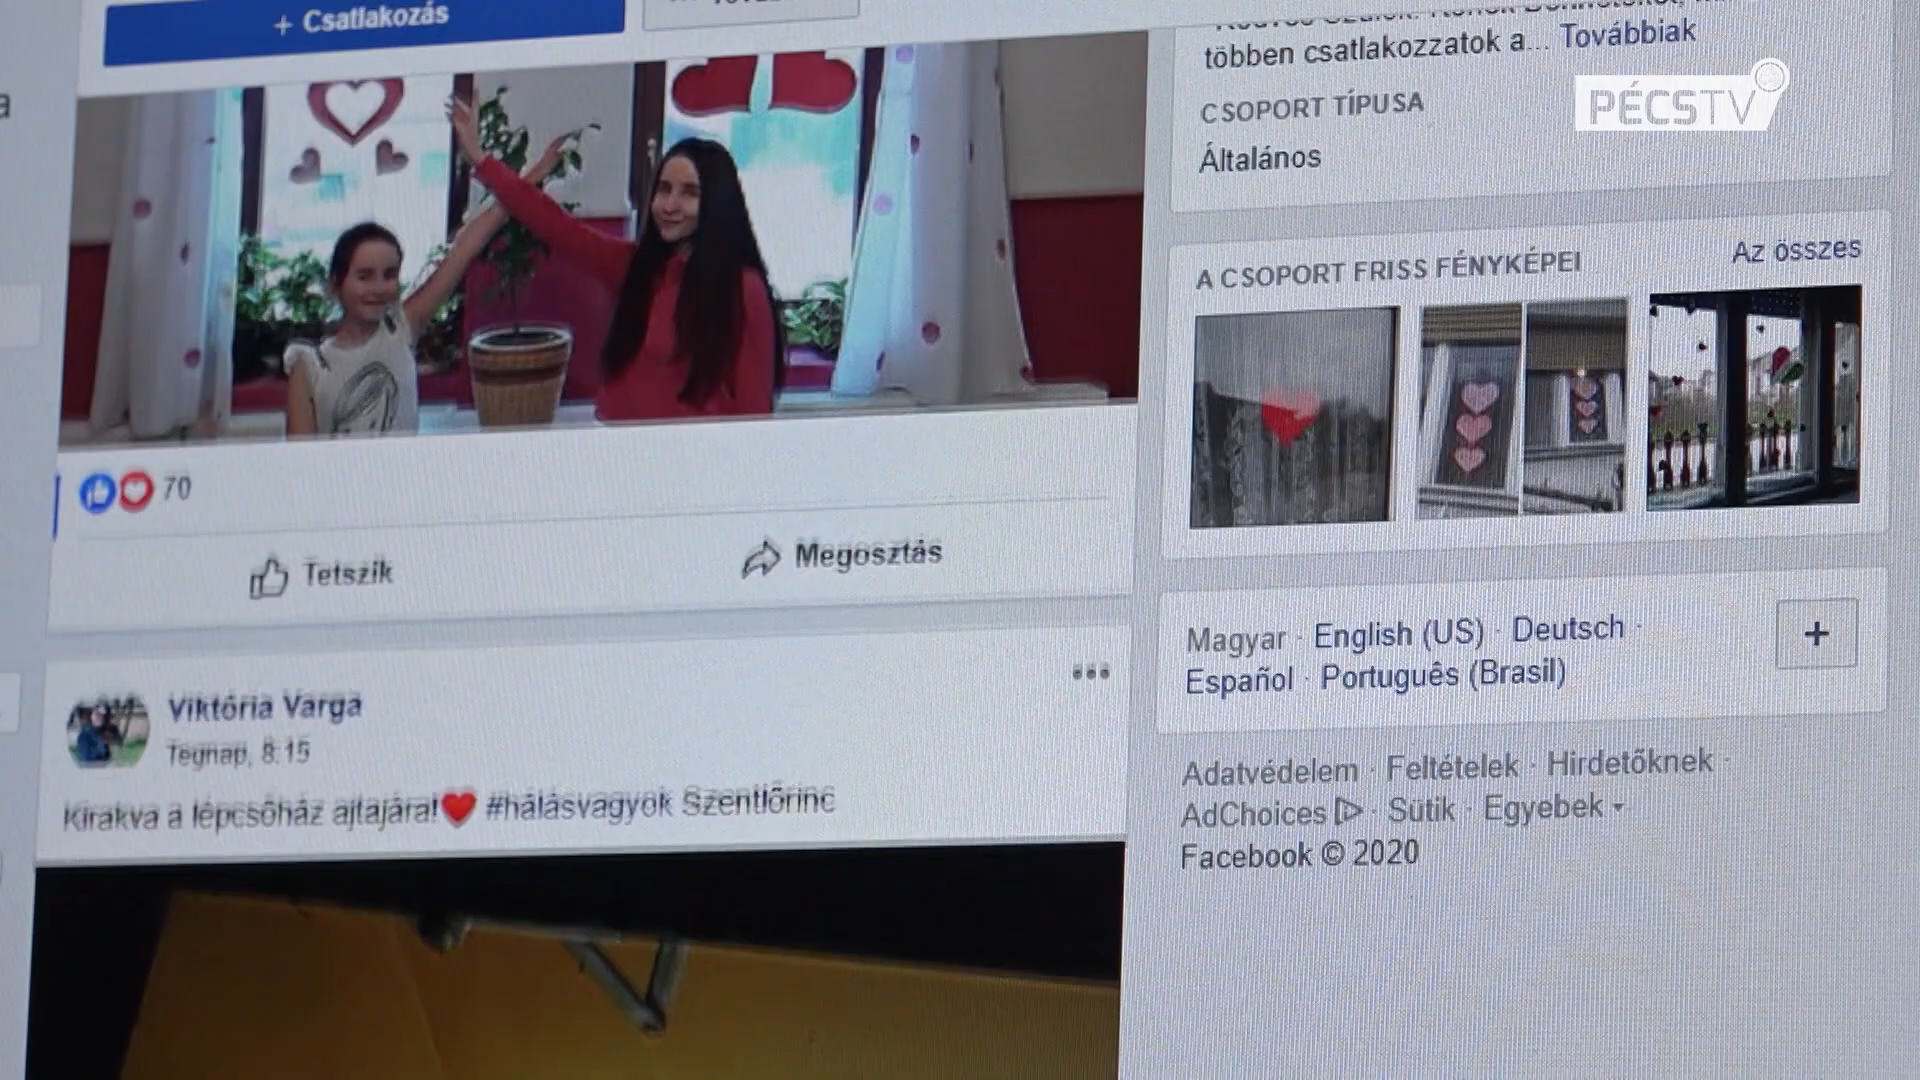 + Csatlakozás
többen csatlakozzatok a... Továbbiak
PÉCSTV
CSOPORT TÍPUSA
Általános
A CSOPORT FRISS FÉNYKÉPEI
Az összes
70
Tetszik
Megosztás
Viktória Varga
Tegnap, 8:15
Kirakva a lépcsőház ajtajára!❤ #hálásvagyok Szentlőrinc
Magyar · English (US) · Deutsch ·
Español · Português (Brasil)
+
Adatvédelem · Feltételek · Hirdetőknek ·
AdChoices · Sütik · Egyebek
Facebook © 2020